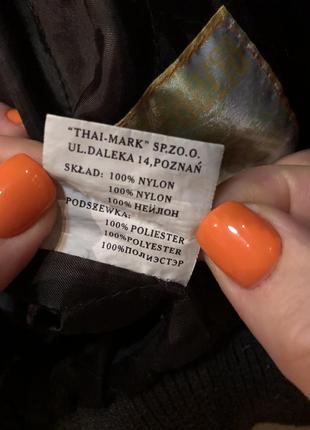 "THAI-MARK" SP.ZO.O.
UL.DALEKA 14,POZNAŃ
SKŁAD: 100% NYLON
100% NYLON
100% НЕЙЛОН
PODSZEWKA:
100% POLIESTER
100%POLYESTER
100%ПОЛИЭСТЭР